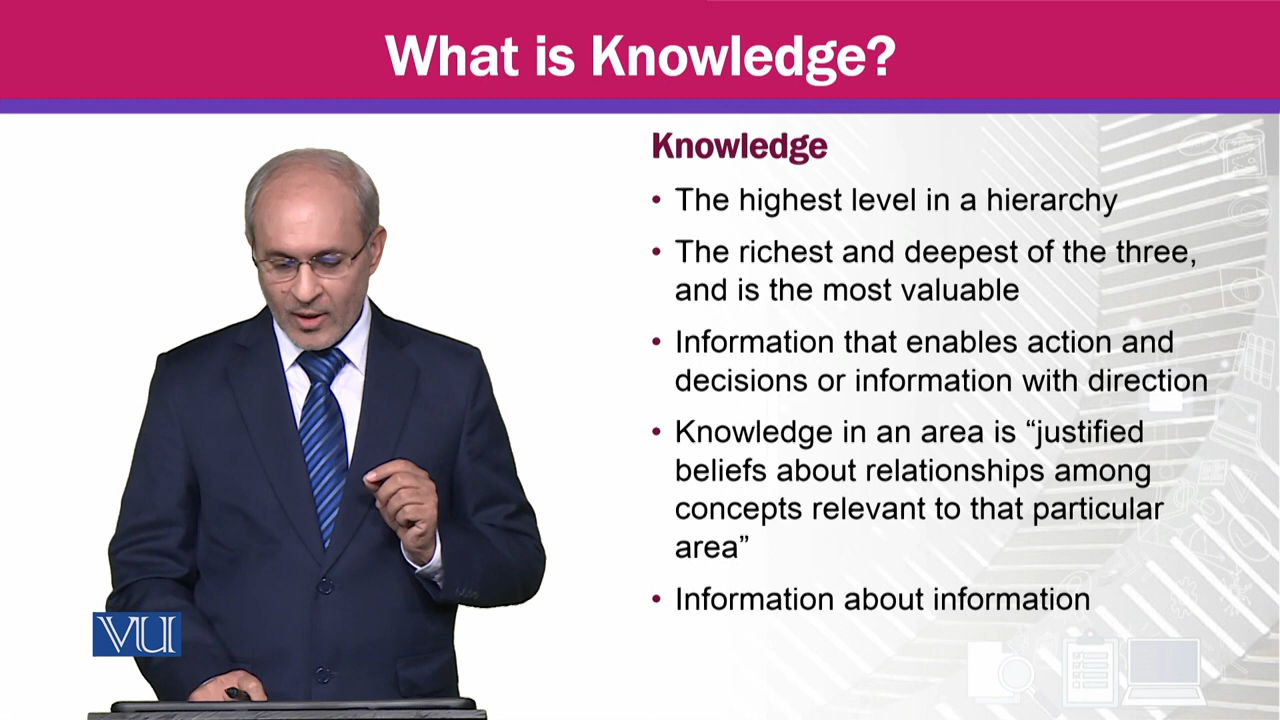 What is Knowledge?
Knowledge
• The highest level in a hierarchy
• The richest and deepest of the three,
and is the most valuable
• Information that enables action and
decisions or information with direction
• Knowledge in an area is “justified
beliefs about relationships among
concepts relevant to that particular
area”
• Information about information
VU